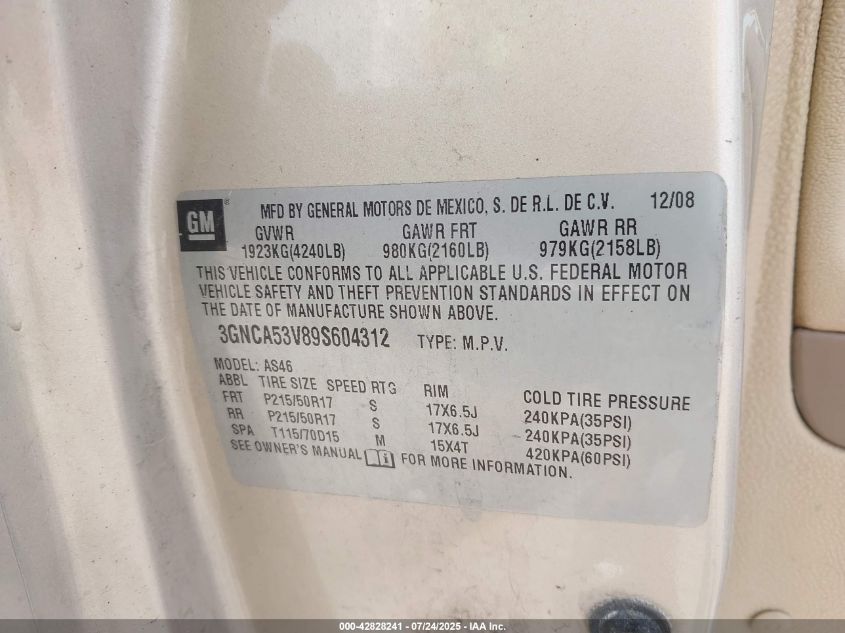 GM ® MFD BY GENERAL MOTORS DE MEXICO, S. DE R.L. DE C.V. 12/08
GVWR GAWR FRT GAWR RR
1923KG(4240LB) 980KG(2160LB) 979KG(2158LB)
THIS VEHICLE CONFORMS TO ALL APPLICABLE U.S. FEDERAL MOTOR
VEHICLE SAFETY AND THEFT PREVENTION STANDARDS IN EFFECT ON
THE DATE OF MANUFACTURE SHOWN ABOVE.
3GNCA53V89S604312 TYPE: M.P.V.
MODEL: AS46
ABBL TIRE SIZE SPEED RTG RIM COLD TIRE PRESSURE
FRT P215/50R17 S 17X6.5J 240KPA(35PSI)
RR P215/50R17 S 17X6.5J 240KPA(35PSI)
SPA T115/70D15 M 15X4T 420KPA(60PSI)
SEE OWNER'S MANUAL FOR MORE INFORMATION.
000-42828241 - 07/24/2025 - IAA Inc.